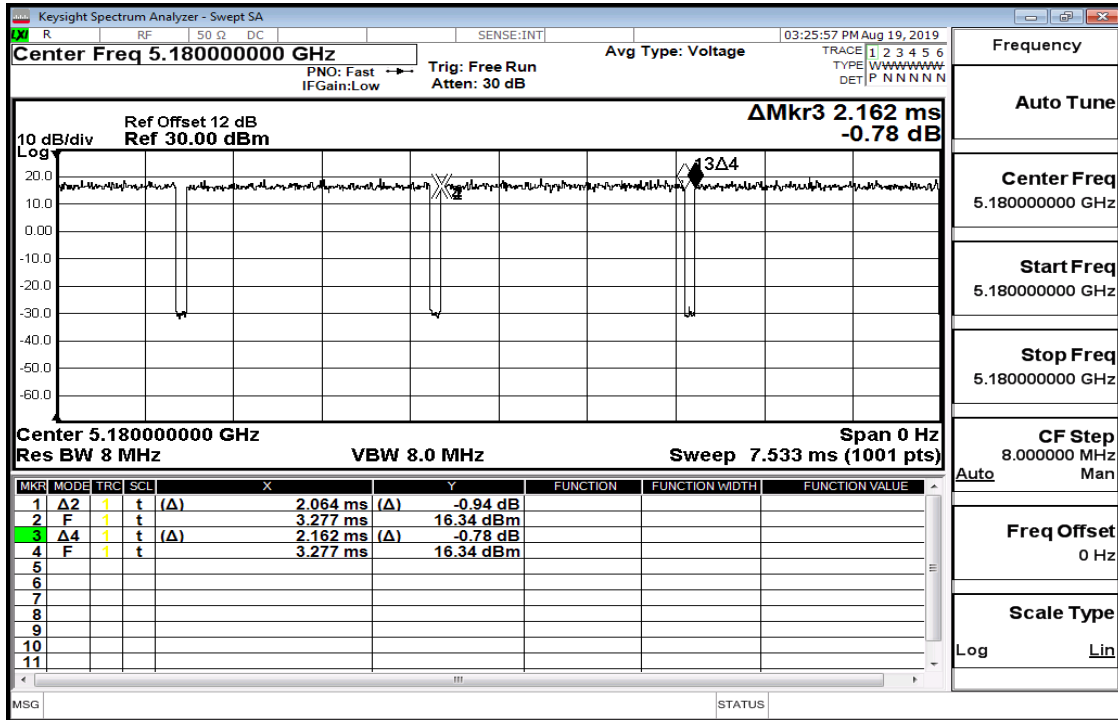 Keysight Spectrum Analyzer - Swept SA
LXI R RF 50 Ω DC SENSE:INT 03:25:57 PM Aug 19, 2019
Center Freq 5.180000000 GHz
PNO: Fast
IFGain:Low
Trig: Free Run
Atten: 30 dB
Avg Type: Voltage
TRACE 1 2 3 4 5 6
TYPE WWWWWW
DET P N N N N N
10 dB/div
Log
Ref Offset 12 dB
Ref 30.00 dBm
ΔMkr3 2.162 ms
-0.78 dB
20.0
10.0
0.00
-10.0
-20.0
-30.0
-40.0
-50.0
-60.0
2
13Δ4
Center 5.180000000 GHz Span 0 Hz
Res BW 8 MHz VBW 8.0 MHz Sweep 7.533 ms (1001 pts)
MKR MODE TRC SCL X Y FUNCTION FUNCTION WIDTH FUNCTION VALUE
1 Δ2 1 t (Δ) 2.064 ms (Δ) -0.94 dB
2 F 1 t 3.277 ms 16.34 dBm
3 Δ4 1 t (Δ) 2.162 ms (Δ) -0.78 dB
4 F 1 t 3.277 ms 16.34 dBm
5
6
7
8
9
10
11
MSG STATUS
Frequency
Auto Tune
Center Freq
5.180000000 GHz
Start Freq
5.180000000 GHz
Stop Freq
5.180000000 GHz
CF Step
8.000000 MHz
Auto Man
Freq Offset
0 Hz
Scale Type
Log Lin